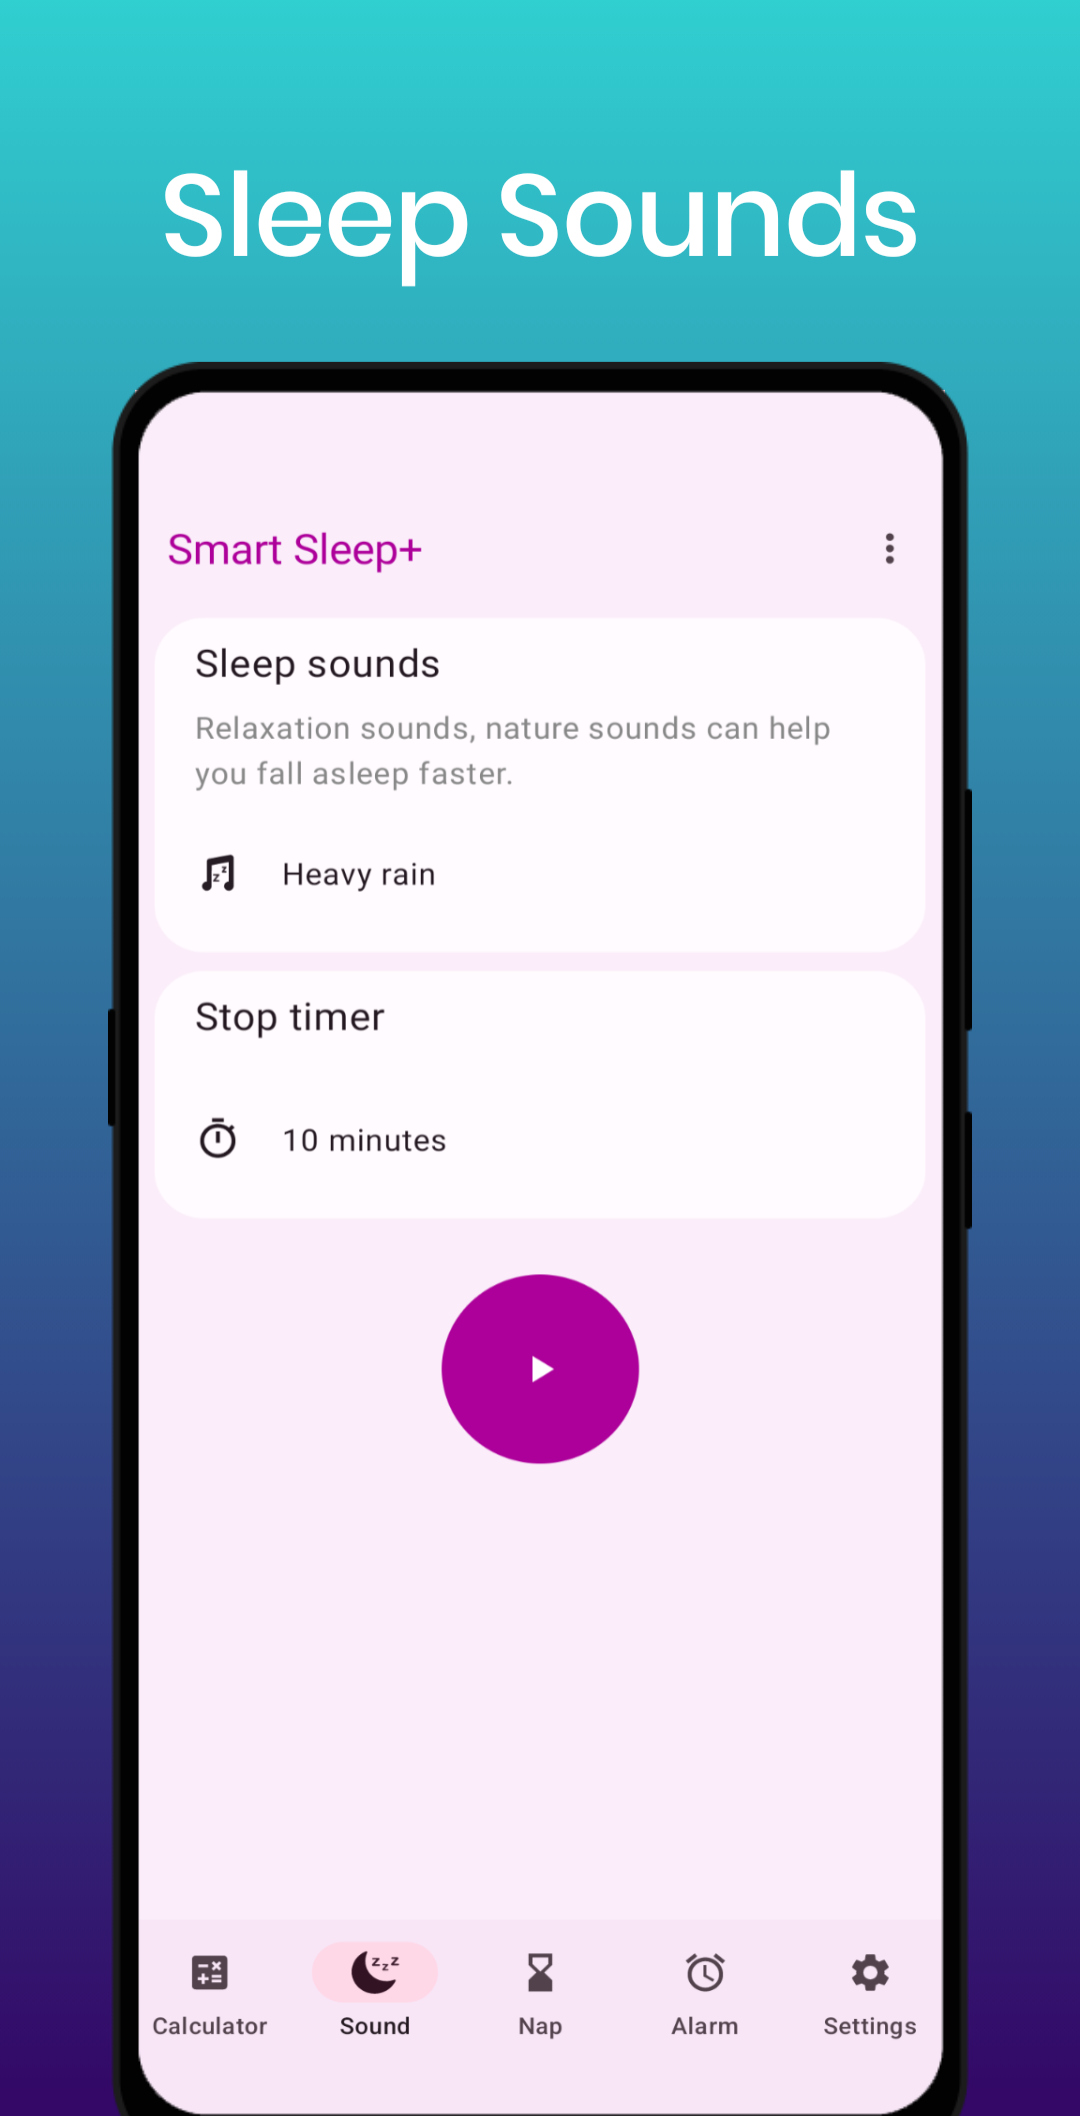 Sleep Sounds
Smart Sleep+
Sleep sounds
Relaxation sounds, nature sounds can help
you fall asleep faster.
Heavy rain
Stop timer
10 minutes
Calculator
Sound
Nap
Alarm
Settings